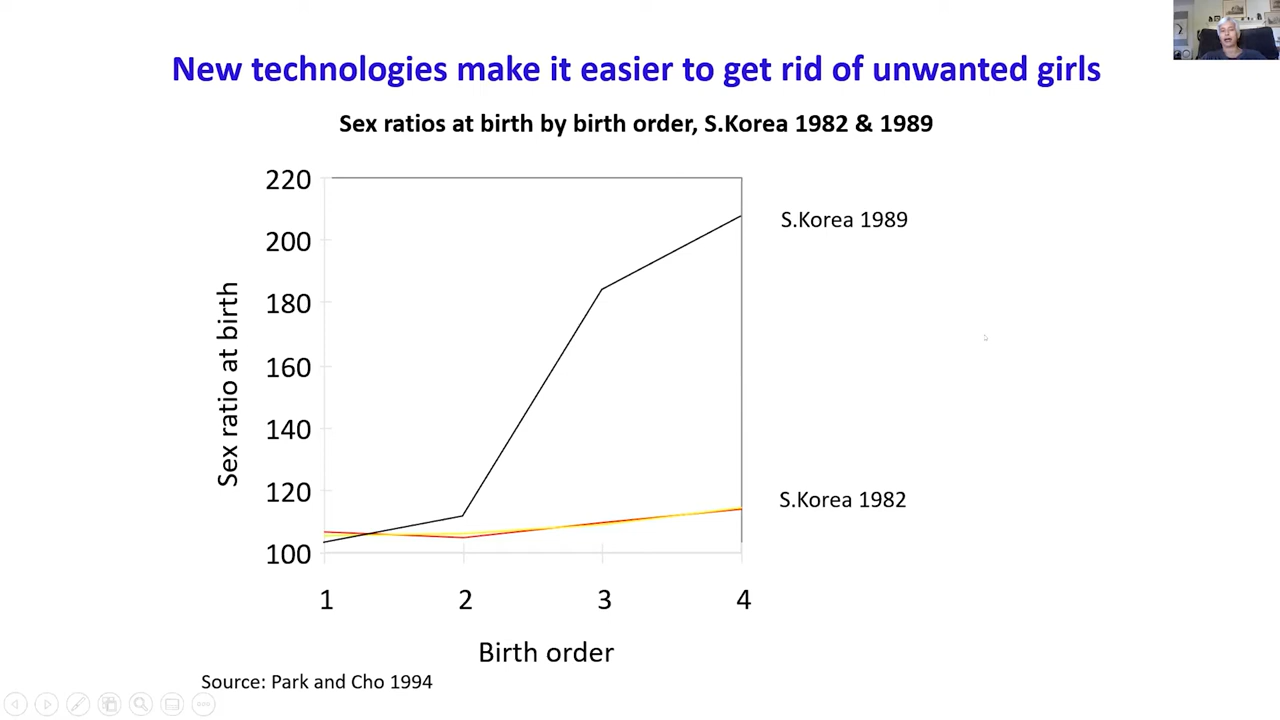 New technologies make it easier to get rid of unwanted girls
Sex ratios at birth by birth order, S.Korea 1982 & 1989
220
200
180
160
140
120
100
Sex ratio at birth
S.Korea 1989
S.Korea 1982
1 2 3 4
Birth order
Source: Park and Cho 1994